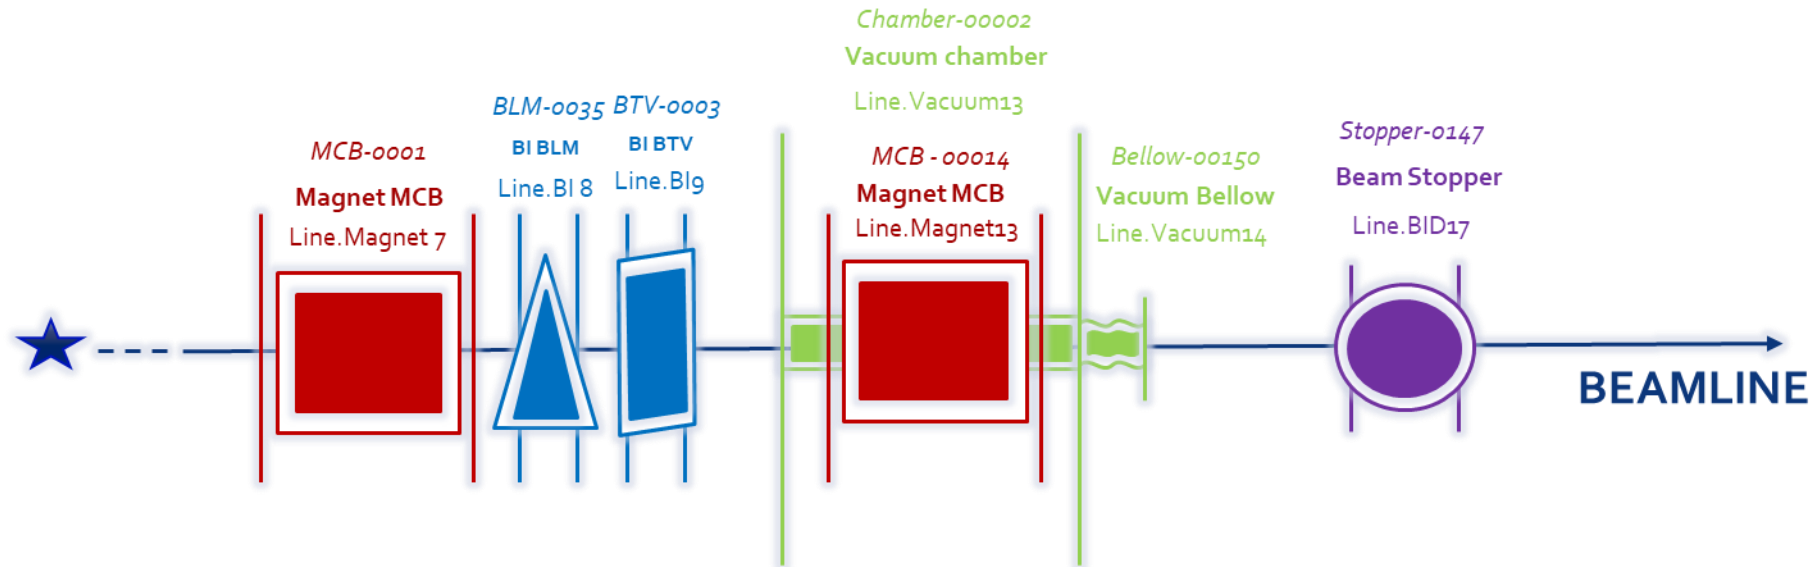 MCB-0001
Magnet MCB
Line.Magnet 7
BLM-0035
BI BLM
Line.BI 8
BTV-0003
BI BTV
Line.BI9
Chamber-00002
Vacuum chamber
Line.Vacuum13
MCB - 00014
Magnet MCB
Line.Magnet13
Bellow-00150
Vacuum Bellow
Line.Vacuum14
Stopper-0147
Beam Stopper
Line.BID17
BEAMLINE